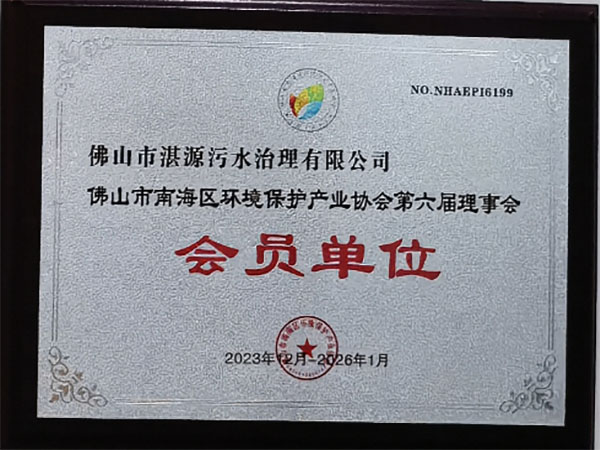 NO.NHAEPI6199
佛山市湛源污水治理有限公司
佛山市南海区环境保护产业协会第六届理事会
会员单位
2023年12月-2026年1月